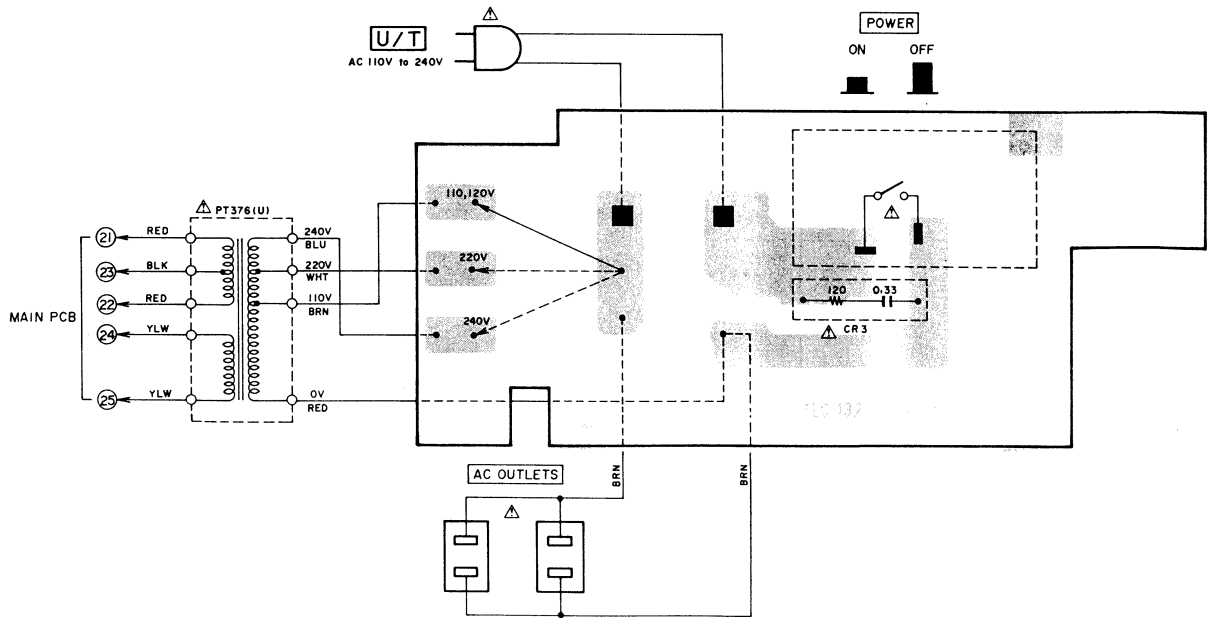 U/T
AC 110V to 240V
POWER
ON OFF
110,120V
PT376(U)
21 RED 240V
BLU
23 BLK 220V
WHT
220V
22 RED 110V
BRN
120 0.33
MAIN PCB
24 YLW
240V
CR3
25 YLW 0V
RED
AC OUTLETS
BRN
BRN